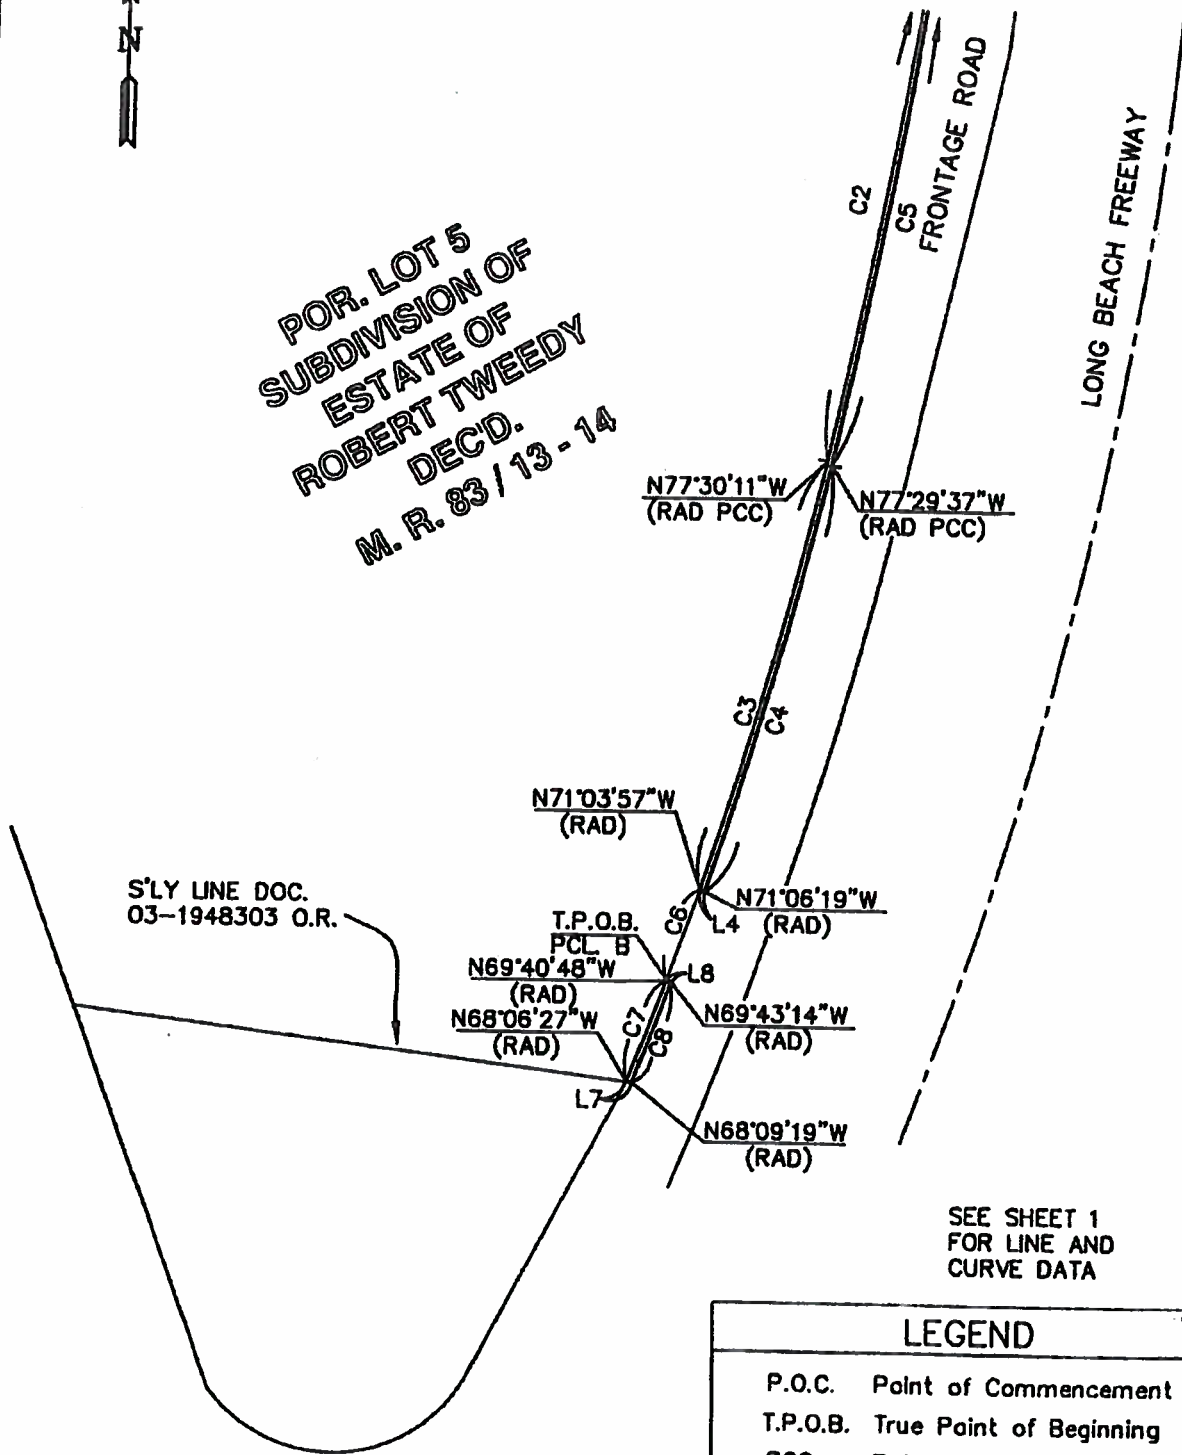 N
FRONTAGE ROAD
C2
C5
LONG BEACH FREEWAY
POR. LOT 5
SUBDIVISION OF
ESTATE OF
ROBERT TWEEDY
DEC'D.
M. R. 83 / 13 - 14
N77°30'11"W
(RAD PCC)
N77°29'37"W
(RAD PCC)
C3
C4
N71°03'57"W
(RAD)
S'LY LINE DOC.
03-1948303 O.R.
N71°06'19"W
(RAD)
C6
L4
T.P.O.B.
PCL. B
L8
N69°40'48"W
(RAD)
N69°43'14"W
(RAD)
C7
C8
N68°06'27"W
(RAD)
L7
N68°09'19"W
(RAD)
SEE SHEET 1
FOR LINE AND
CURVE DATA
LEGEND
P.O.C. Point of Commencement
T.P.O.B. True Point of Beginning